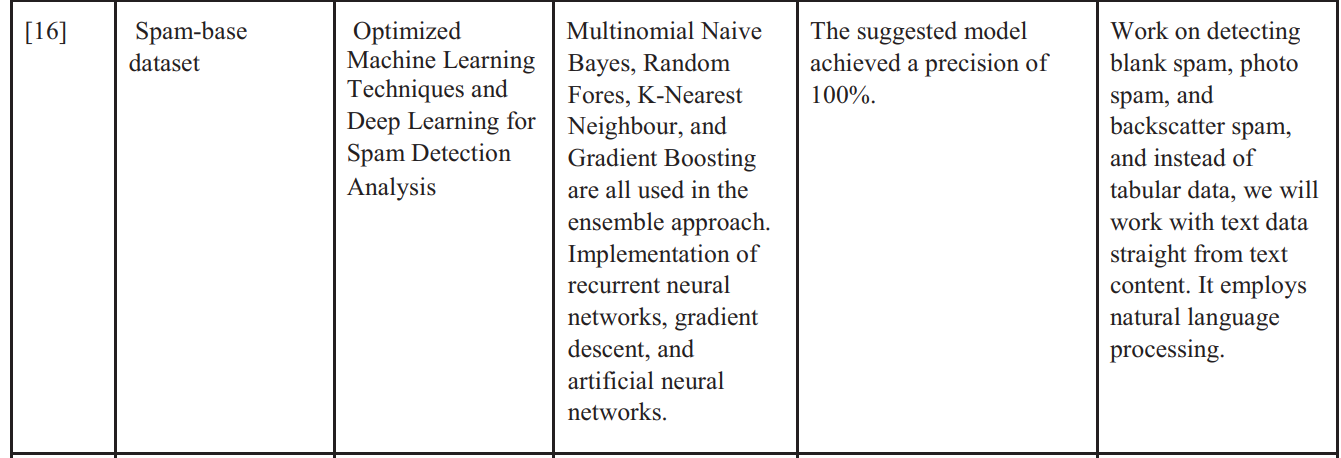 [16]
Spam-base
dataset
Optimized
Machine Learning
Techniques and
Deep Learning for
Spam Detection
Analysis
Multinomial Naive
Bayes, Random
Fores, K-Nearest
Neighbour, and
Gradient Boosting
are all used in the
ensemble approach.
Implementation of
recurrent neural
networks, gradient
descent, and
artificial neural
networks.
The suggested model
achieved a precision of
100%.
Work on detecting
blank spam, photo
spam, and
backscatter spam,
and instead of
tabular data, we will
work with text data
straight from text
content. It employs
natural language
processing.